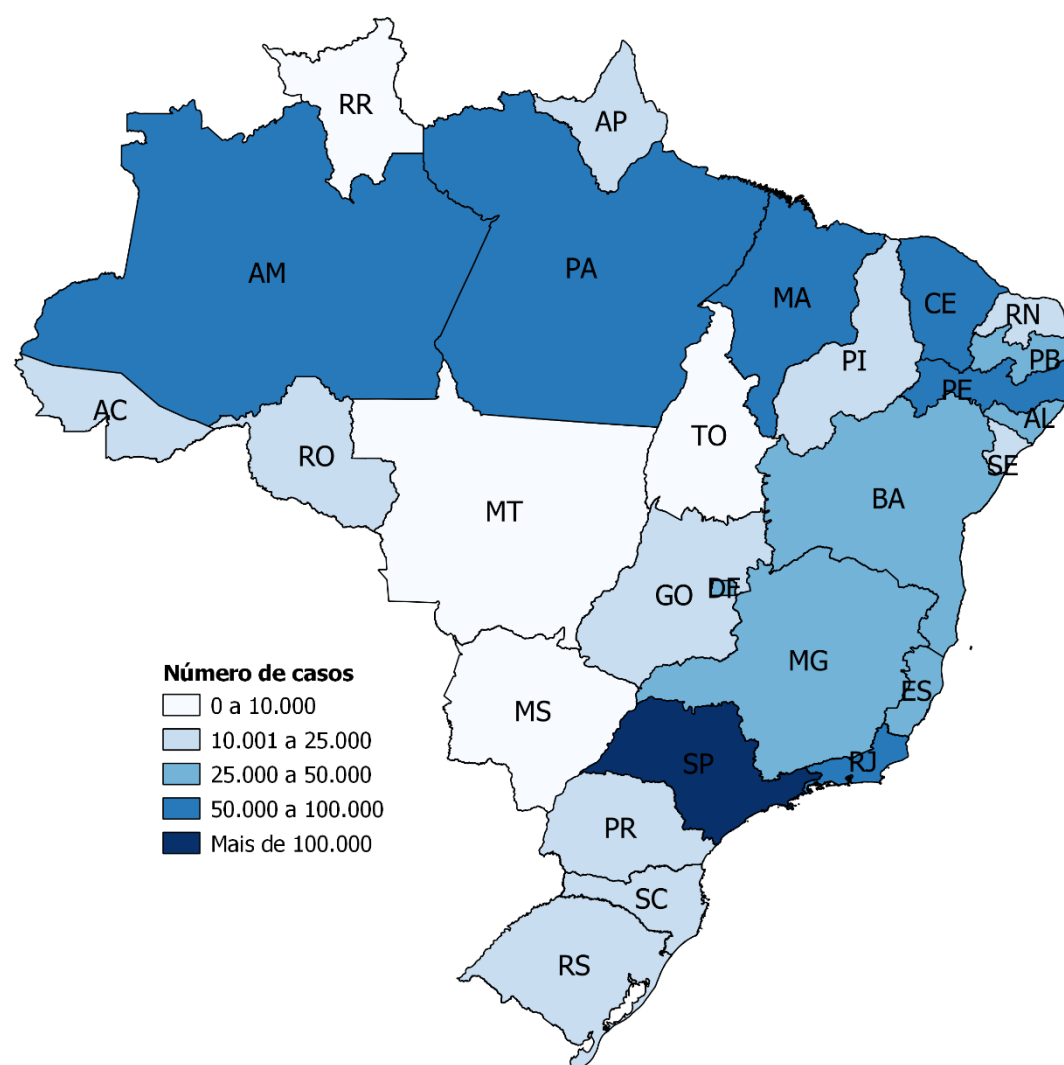 RR
AP
AM
PA
MA
CE
RN
PI
PB
PE
AC
AL
TO
RO
SE
BA
MT
GO
DF
MG
Número de casos
0 a 10.000
10.001 a 25.000
25.000 a 50.000
50.000 a 100.000
Mais de 100.000
ES
MS
SP
RJ
PR
SC
RS